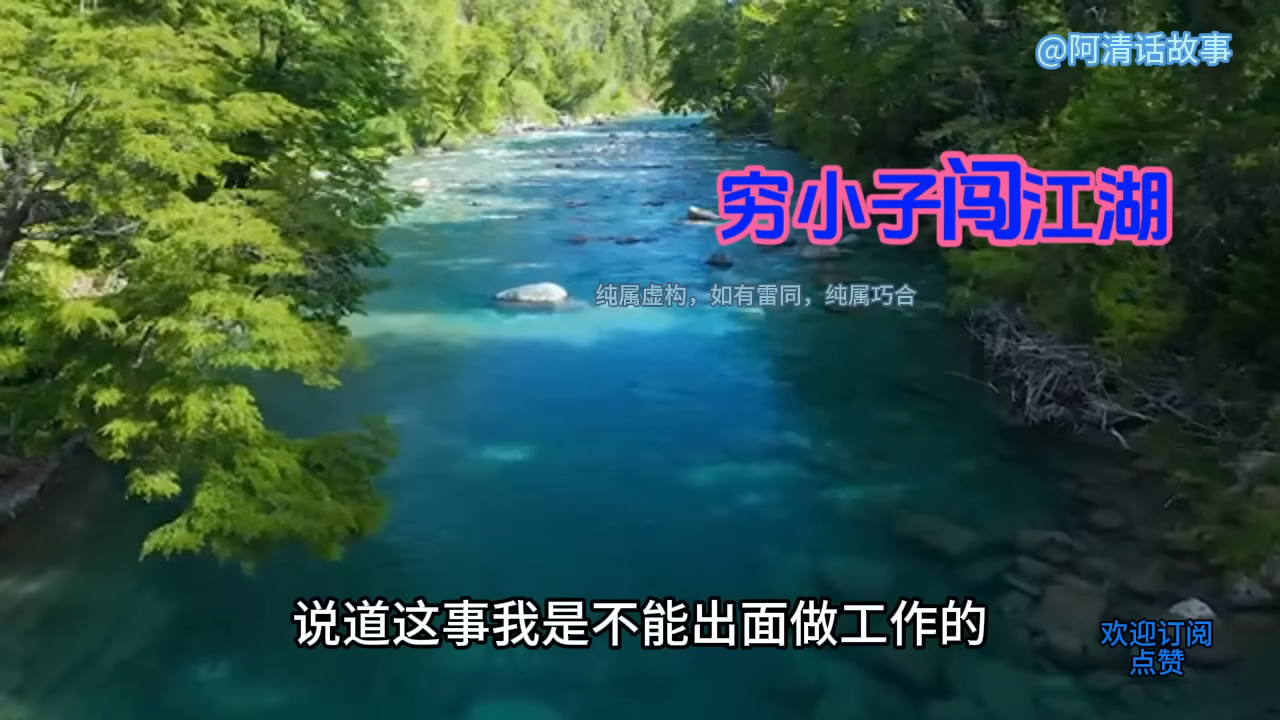 @阿清话故事
穷小子闯江湖
纯属虚构，如有雷同，纯属巧合
说道这事我是不能出面做工作的
欢迎订阅
点赞